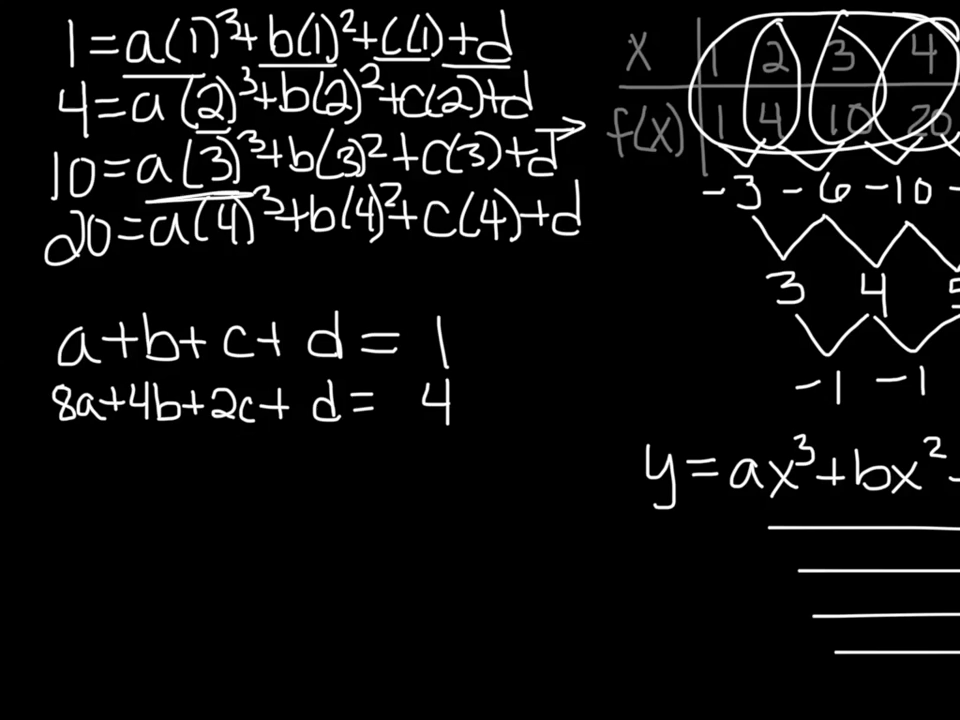 1 = a(1)³ + b(1)² + c(1) + d
4 = a(2)³ + b(2)² + c(2) + d
10 = a(3)³ + b(3)² + c(3) + d
20 = a(4)³ + b(4)² + c(4) + d
a + b + c + d = 1
8a + 4b + 2c + d = 4
x 1 2 3 4
f(x) 1 4 10 20
-3 -6 -10 -
3 4 5
-1 -1
y = ax³ + bx²